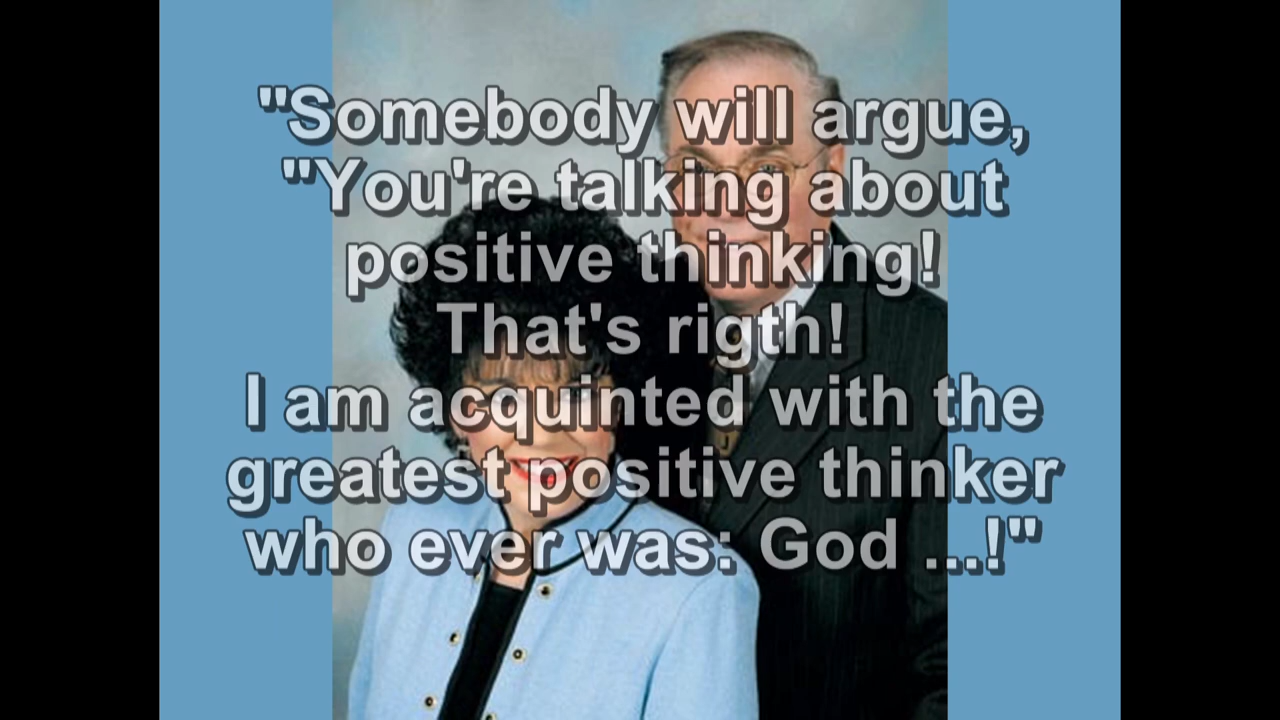 "Somebody will argue,
"You're talking about
positive thinking!
That's rigth!
I am acquinted with the
greatest positive thinker
who ever was: God ...!"